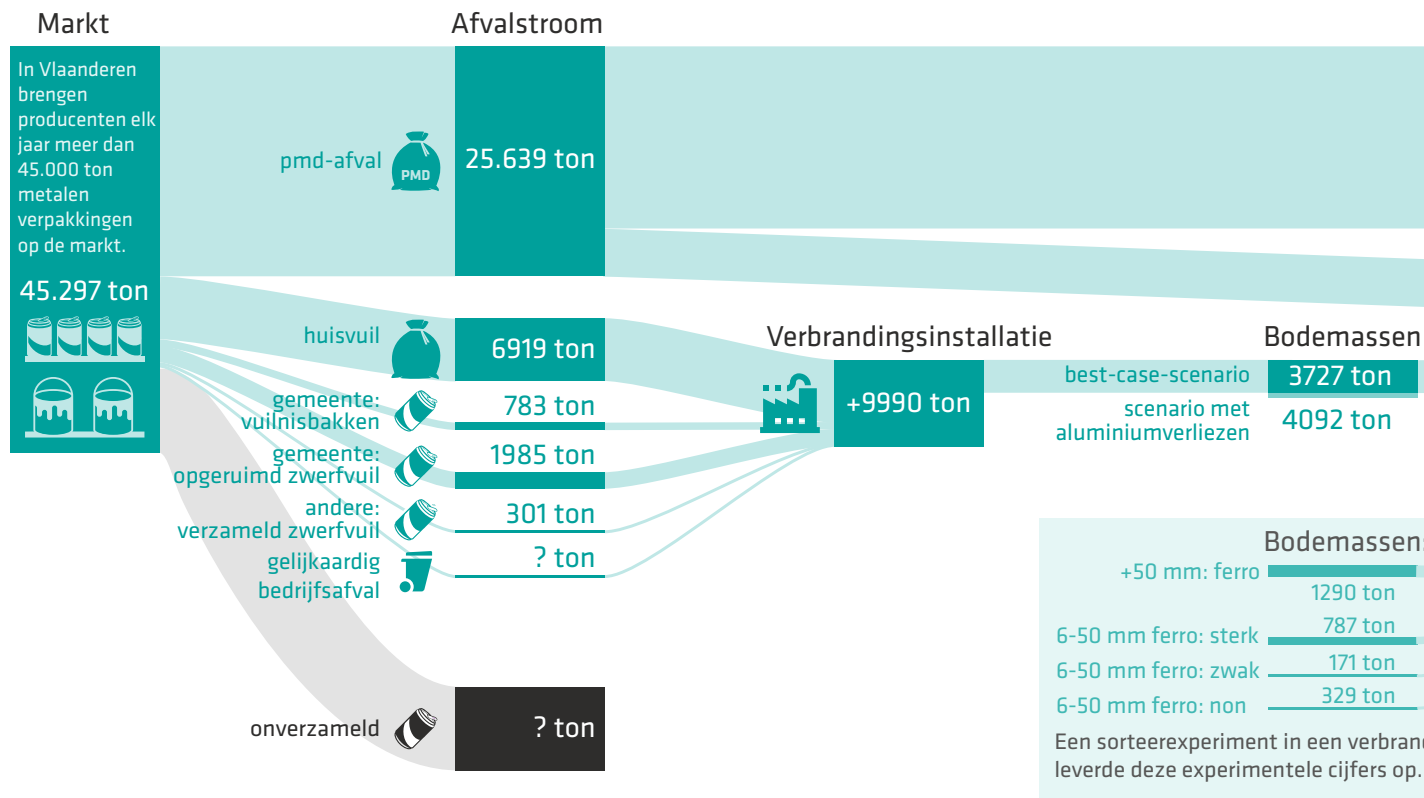 Markt
In Vlaanderen
brengen
producenten elk
jaar meer dan
45.000 ton
metalen
verpakkingen
op de markt.
45.297 ton
Afvalstroom
pmd-afval
PMD
25.639 ton
huisvuil
6919 ton
gemeente:
vuilnisbakken
783 ton
gemeente:
opgeruimd zwerfvuil
1985 ton
andere:
verzameld zwerfvuil
301 ton
gelijkaardig
bedrijfsafval
? ton
onverzameld
? ton
Verbrandingsinstallatie
+9990 ton
Bodemassen
best-case-scenario
3727 ton
scenario met
aluminiumverliezen
4092 ton
Bodemassens
+50 mm: ferro
1290 ton
6-50 mm ferro: sterk
787 ton
6-50 mm ferro: zwak
171 ton
6-50 mm ferro: non
329 ton
Een sorteerexperiment in een verbrand
leverde deze experimentele cijfers op.